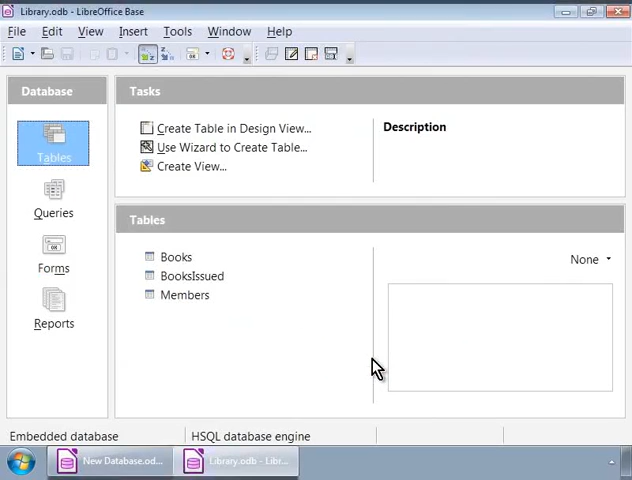 Library.odb - LibreOffice Base
File Edit View Insert Tools Window Help
Database
Tasks
Tables
Queries
Forms
Reports
Create Table in Design View...
Use Wizard to Create Table...
Create View...
Description
Tables
Books
BooksIssued
Members
None
Embedded database
HSQL database engine
New Database.od...
Library.odb - Libr...